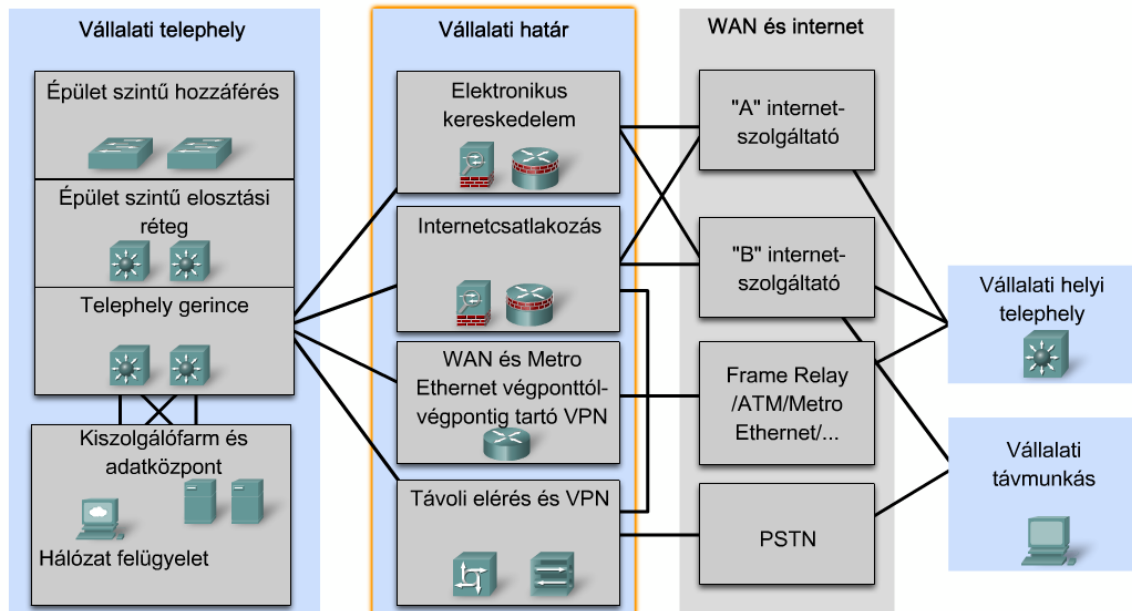 Vállalati telephely
Épület szintű hozzáférés
Épület szintű elosztási
réteg
Telephely gerince
Kiszolgálófarm és
adatközpont
Hálózat felügyelet
Vállalati határ
Elektronikus
kereskedelem
Internetcsatlakozás
WAN és Metro
Ethernet végponttól-
végpontig tartó VPN
Távoli elérés és VPN
WAN és internet
"A" internet-
szolgáltató
"B" internet-
szolgáltató
Frame Relay
/ATM/Metro
Ethernet/...
PSTN
Vállalati helyi
telephely
Vállalati
távmunkás